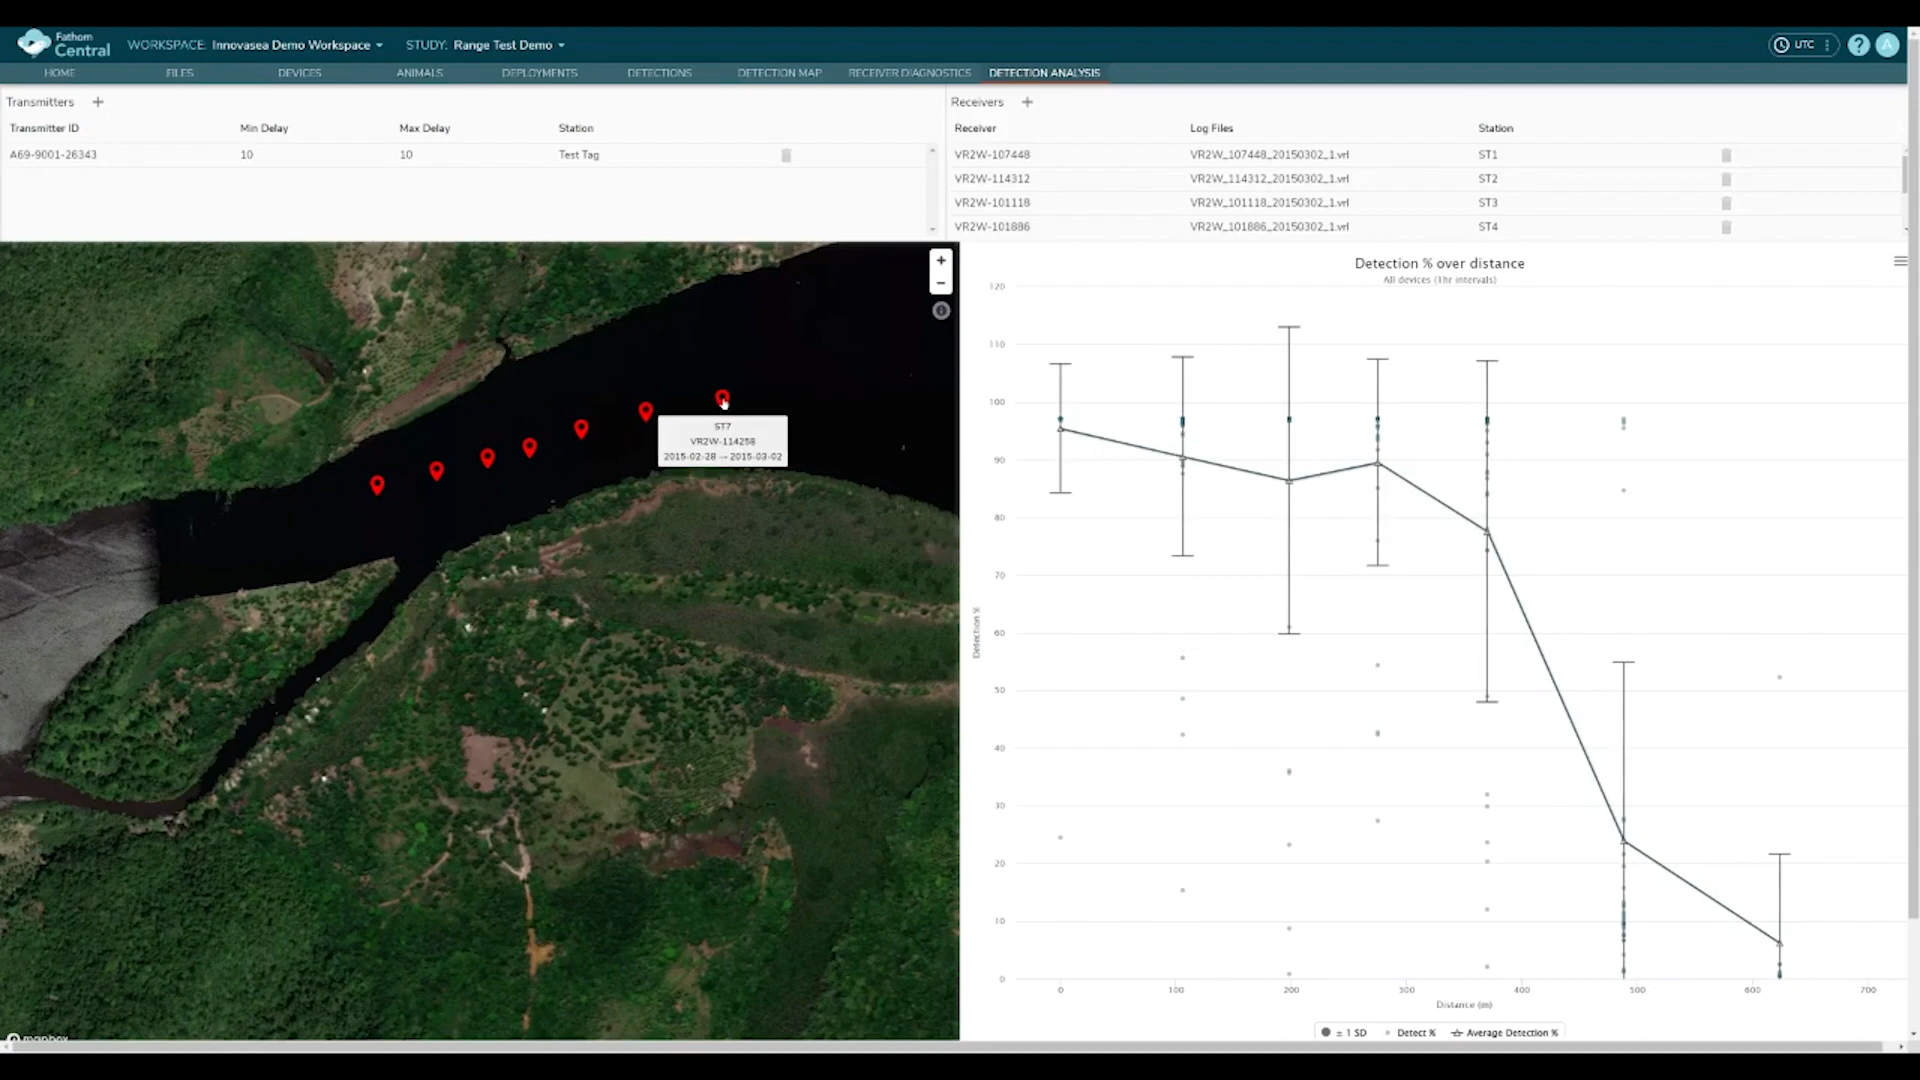 Fathom Central
WORKSPACE: Innovasea Demo Workspace
STUDY: Range Test Demo
UTC
?
A
HOME
FILES
DEVICES
ANIMALS
DEPLOYMENTS
DETECTIONS
DETECTION MAP
RECEIVER DIAGNOSTICS
DETECTION ANALYSIS
Transmitters +
Transmitter ID Min Delay Max Delay Station
A69-9001-26343 10 10 Test Tag
Receivers +
Receiver Log Files Station
VR2W-107448 VR2W_107448_20150302_1.vrl ST1
VR2W-114312 VR2W_114312_20150302_1.vrl ST2
VR2W-101118 VR2W_101118_20150302_1.vrl ST3
VR2W-101886 VR2W_101886_20150302_1.vrl ST4
+
−
ST7
VR2W-114258
2015-02-28 — 2015-03-02
mapbox
Detection % over distance
All devices (1hr intervals)
120
110
100
90
80
70
60
50
40
30
20
10
0
Detection %
0 100 200 300 400 500 600 700
Distance (m)
± 1 SD Detect % Average Detection %